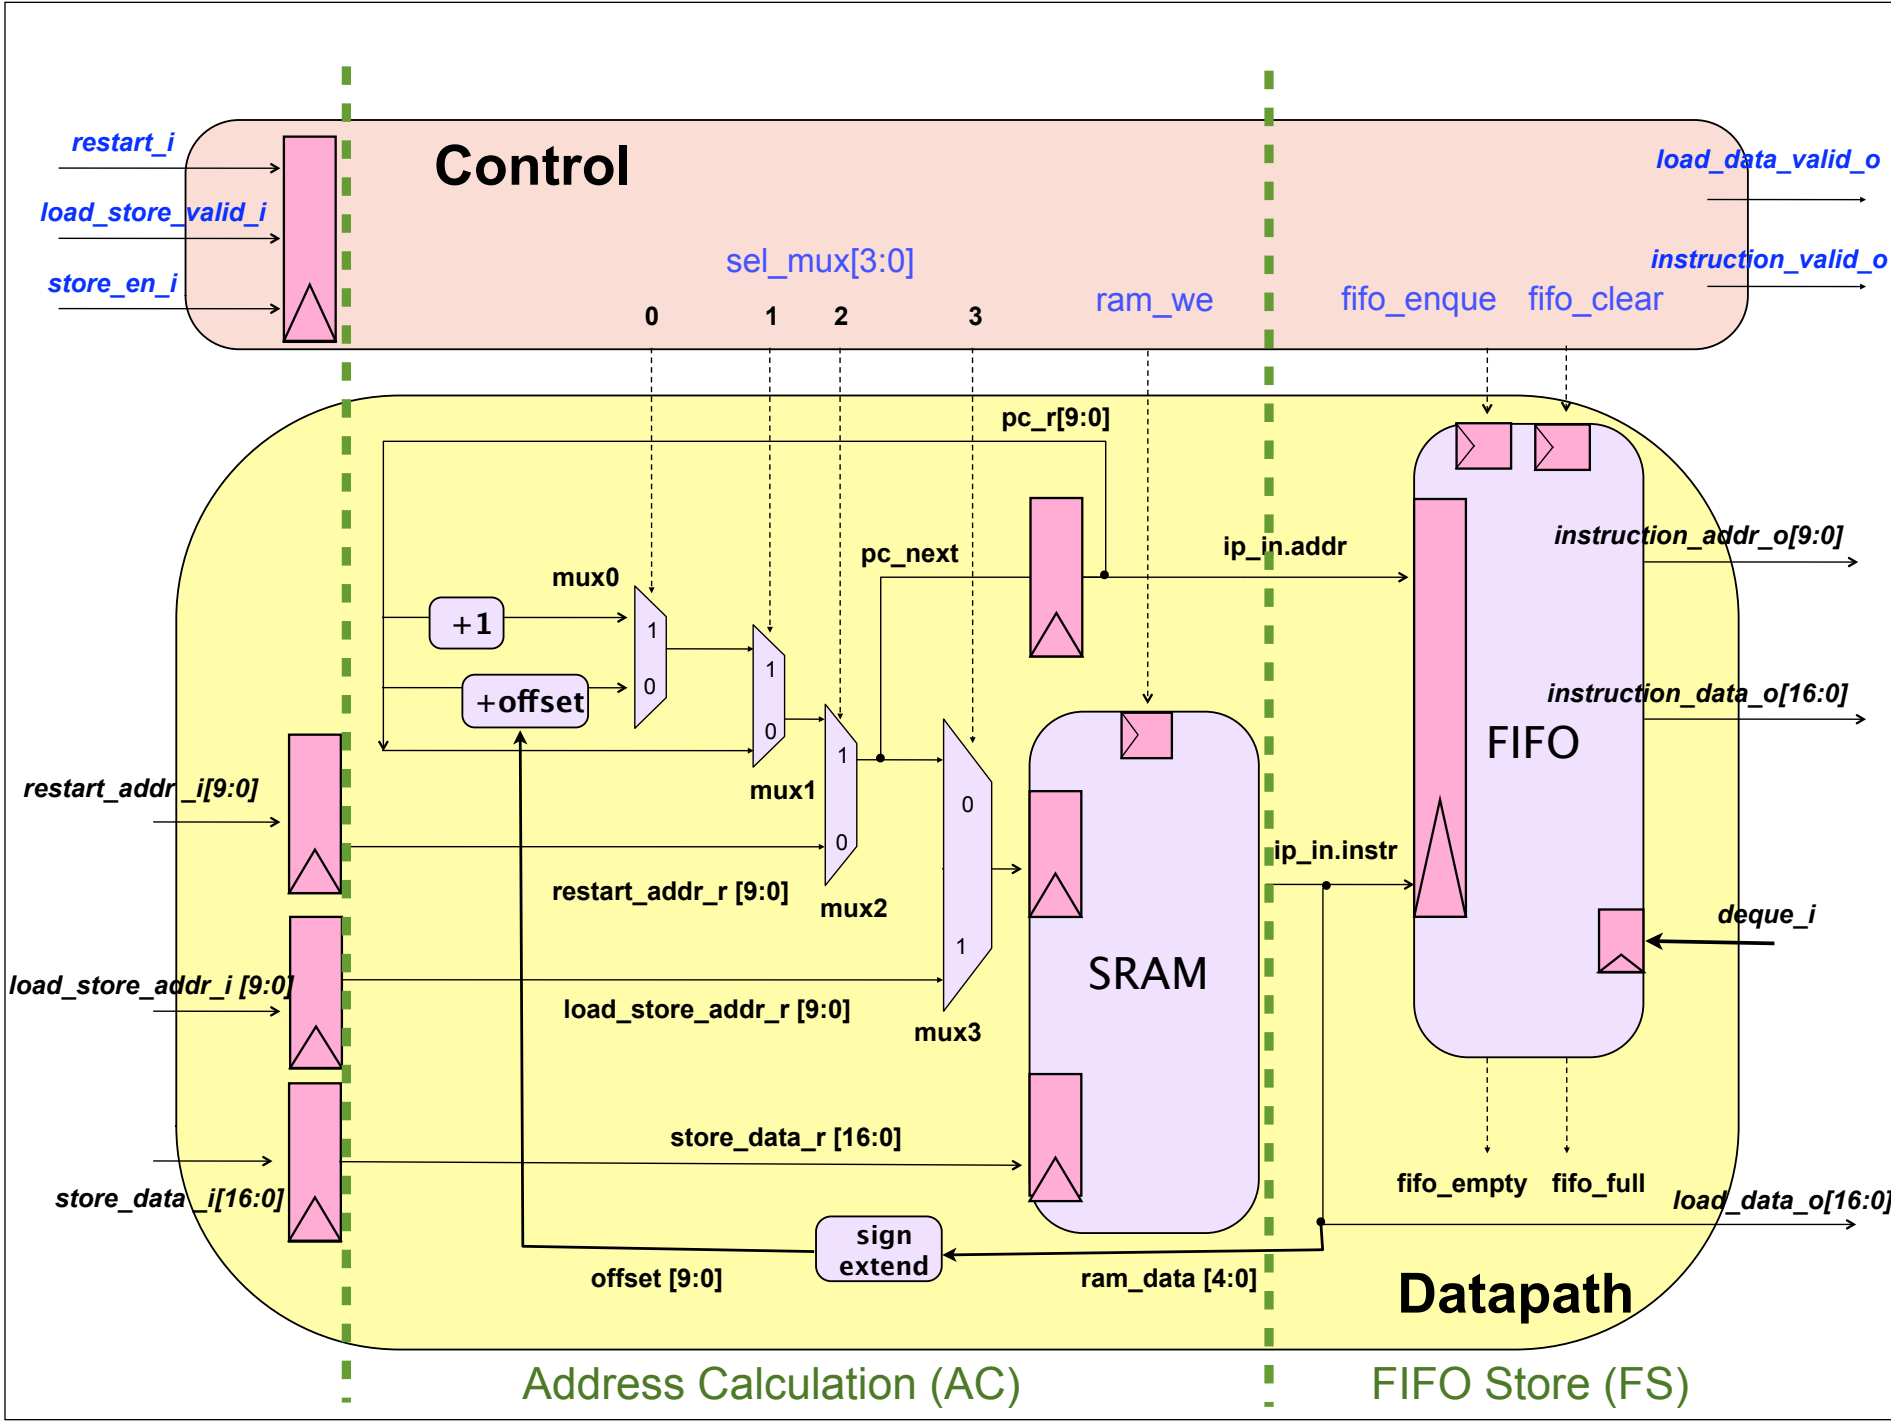 restart_i
Control
load_data_valid_o
load_store_valid_i
sel_mux[3:0]
instruction_valid_o
store_en_i
ram_we
fifo_enque
fifo_clear
0
1
2
3
pc_r[9:0]
instruction_addr_o[9:0]
ip_in.addr
pc_next
mux0
+1
1
0
1
0
+offset
instruction_data_o[16:0]
FIFO
1
0
mux1
restart_addr _i[9:0]
0
1
ip_in.instr
restart_addr_r [9:0]
mux2
deque_i
SRAM
load_store_addr_i [9:0]
load_store_addr_r [9:0]
mux3
store_data_r [16:0]
fifo_empty
fifo_full
store_data _i[16:0]
load_data_o[16:0]
sign
extend
offset [9:0]
ram_data [4:0]
Datapath
Address Calculation (AC)
FIFO Store (FS)